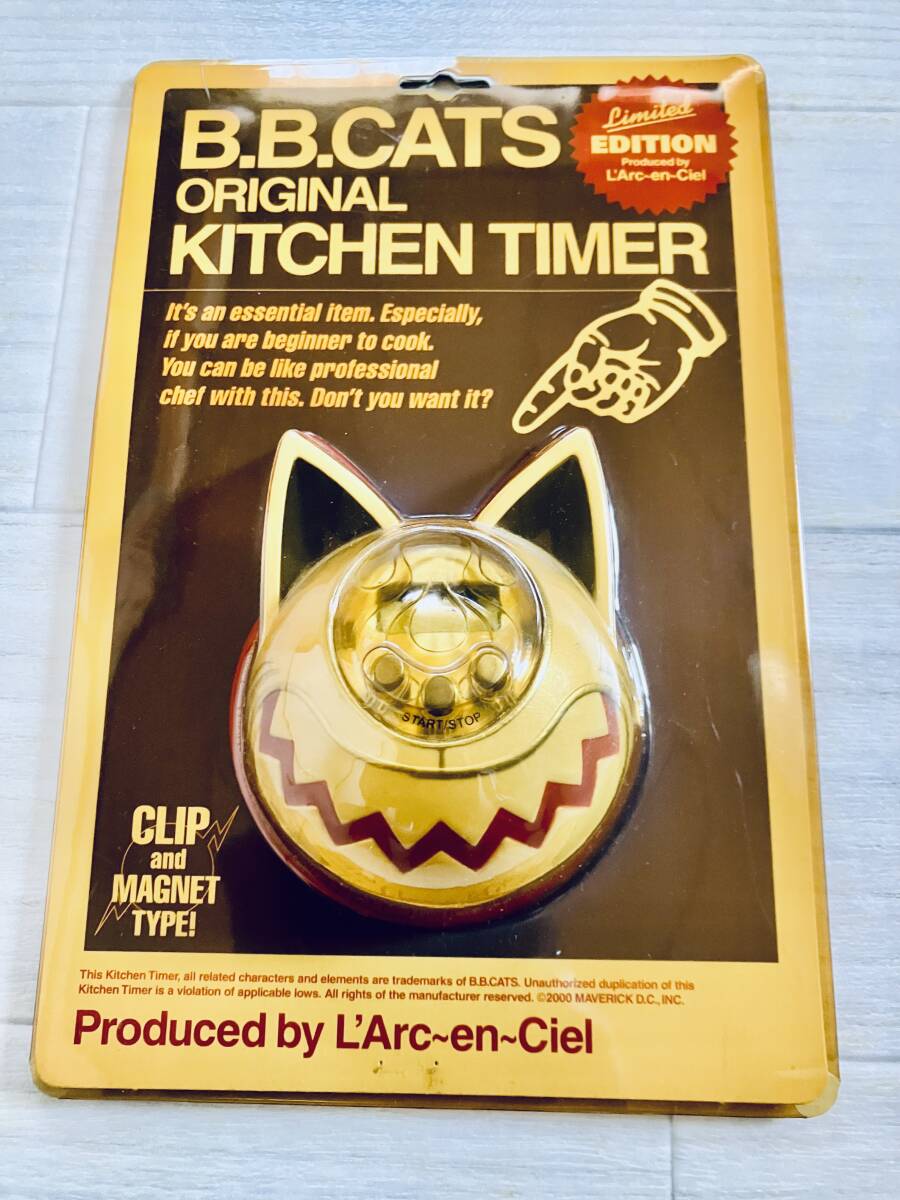 B.B.CATS
ORIGINAL
KITCHEN TIMER
Limited
EDITION
Produced by
L'Arc~en~Ciel
It's an essential item. Especially,
if you are beginner to cook.
You can be like professional
chef with this. Don't you want it?
START/STOP
CLIP
and
MAGNET
TYPE!
This Kitchen Timer, all related characters and elements are trademarks of B.B.CATS. Unauthorized duplication of this
Kitchen Timer is a violation of applicable lows. All rights of the manufacturer reserved. ©2000 MAVERICK D.C., INC.
Produced by L'Arc~en~Ciel